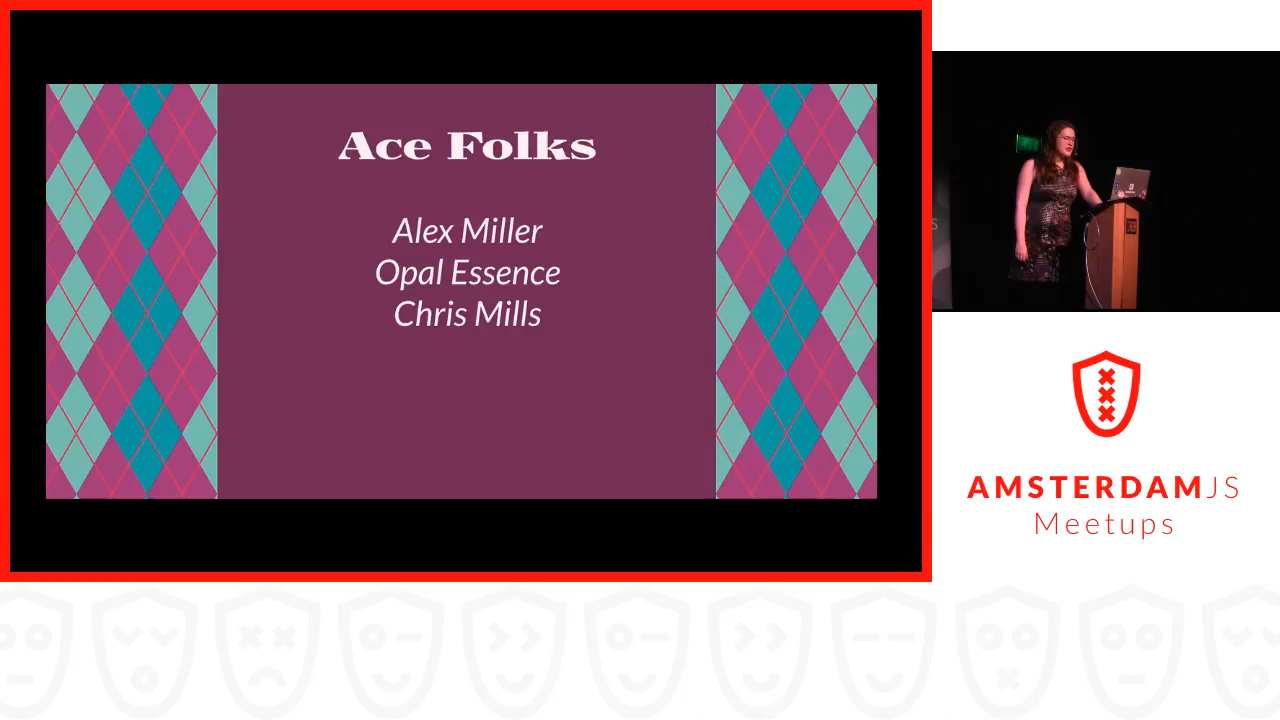 Ace Folks
Alex Miller
Opal Essence
Chris Mills
AMSTERDAMJS
Meetups